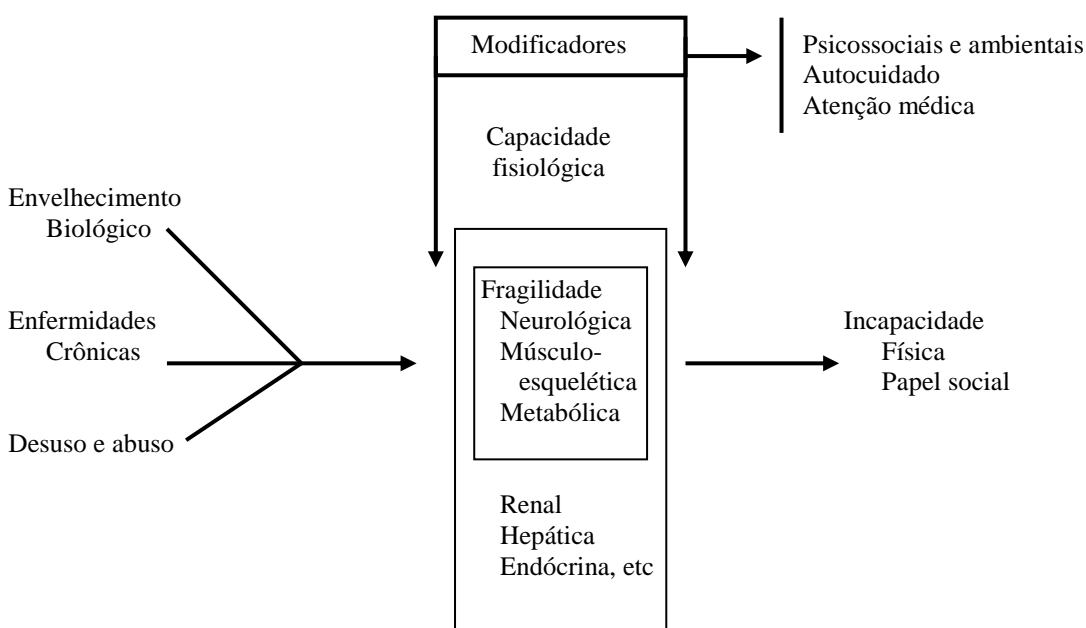 Modificadores
Psicossociais e ambientais
Autocuidado
Atenção médica
Capacidade
fisiológica
Envelhecimento
Biológico
Enfermidades
Crônicas
Desuso e abuso
Fragilidade
Neurológica
Músculo-
esquelética
Metabólica
Renal
Hepática
Endócrina, etc
Incapacidade
Física
Papel social